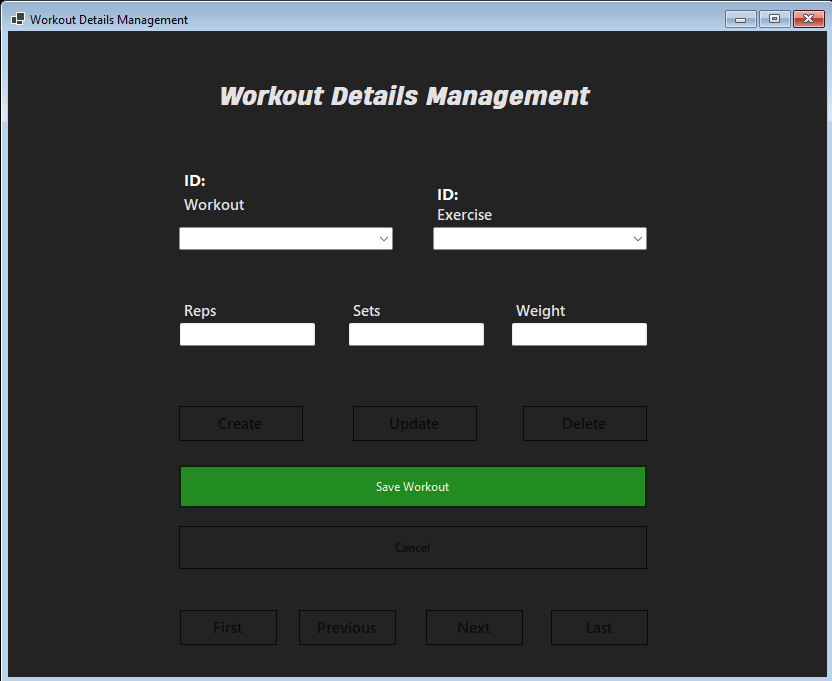 Workout Details Management
Workout Details Management
ID:
Workout
ID:
Exercise
Reps
Sets
Weight
Create
Update
Delete
Save Workout
Cancel
First
Previous
Next
Last